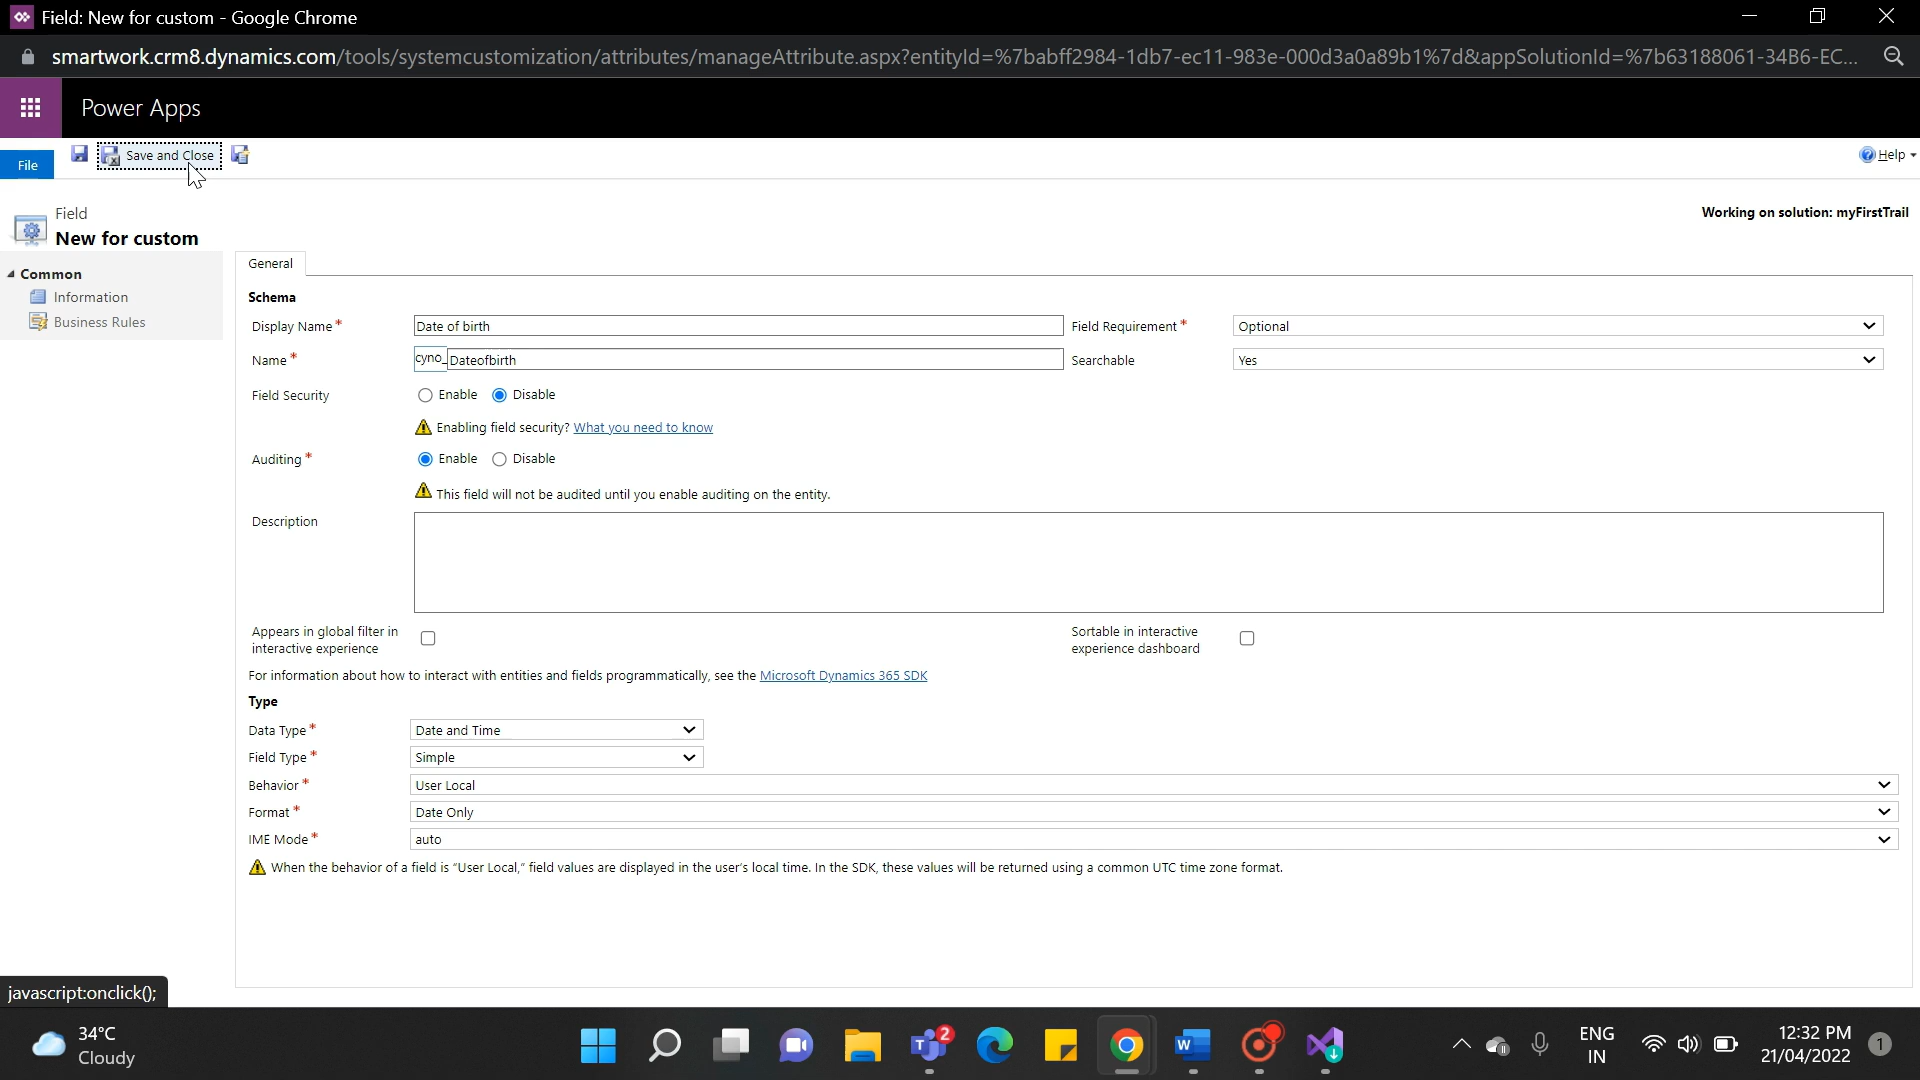 Field: New for custom - Google Chrome
smartwork.crm8.dynamics.com/tools/systemcustomization/attributes/manageAttribute.aspx?entityId=%7babff2984-1db7-ec11-983e-000d3a0a89b1%7d&appSolutionId=%7b63188061-34B6-EC...
Power Apps
File
Save and Close
Help
Field
New for custom
Working on solution: myFirstTrail
Common
Information
Business Rules
General
Schema
Display Name* Date of birth Field Requirement* Optional
Name* cyno_ Dateofbirth Searchable Yes
Field Security Enable Disable
Enabling field security? What you need to know
Auditing* Enable Disable
This field will not be audited until you enable auditing on the entity.
Description
Appears in global filter in interactive experience
Sortable in interactive experience dashboard
For information about how to interact with entities and fields programmatically, see the Microsoft Dynamics 365 SDK
Type
Data Type* Date and Time
Field Type* Simple
Behavior* User Local
Format* Date Only
IME Mode* auto
When the behavior of a field is "User Local," field values are displayed in the user's local time. In the SDK, these values will be returned using a common UTC time zone format.
javascript:onclick();
34°C
Cloudy
2
W
ENG
IN
12:32 PM
21/04/2022
1